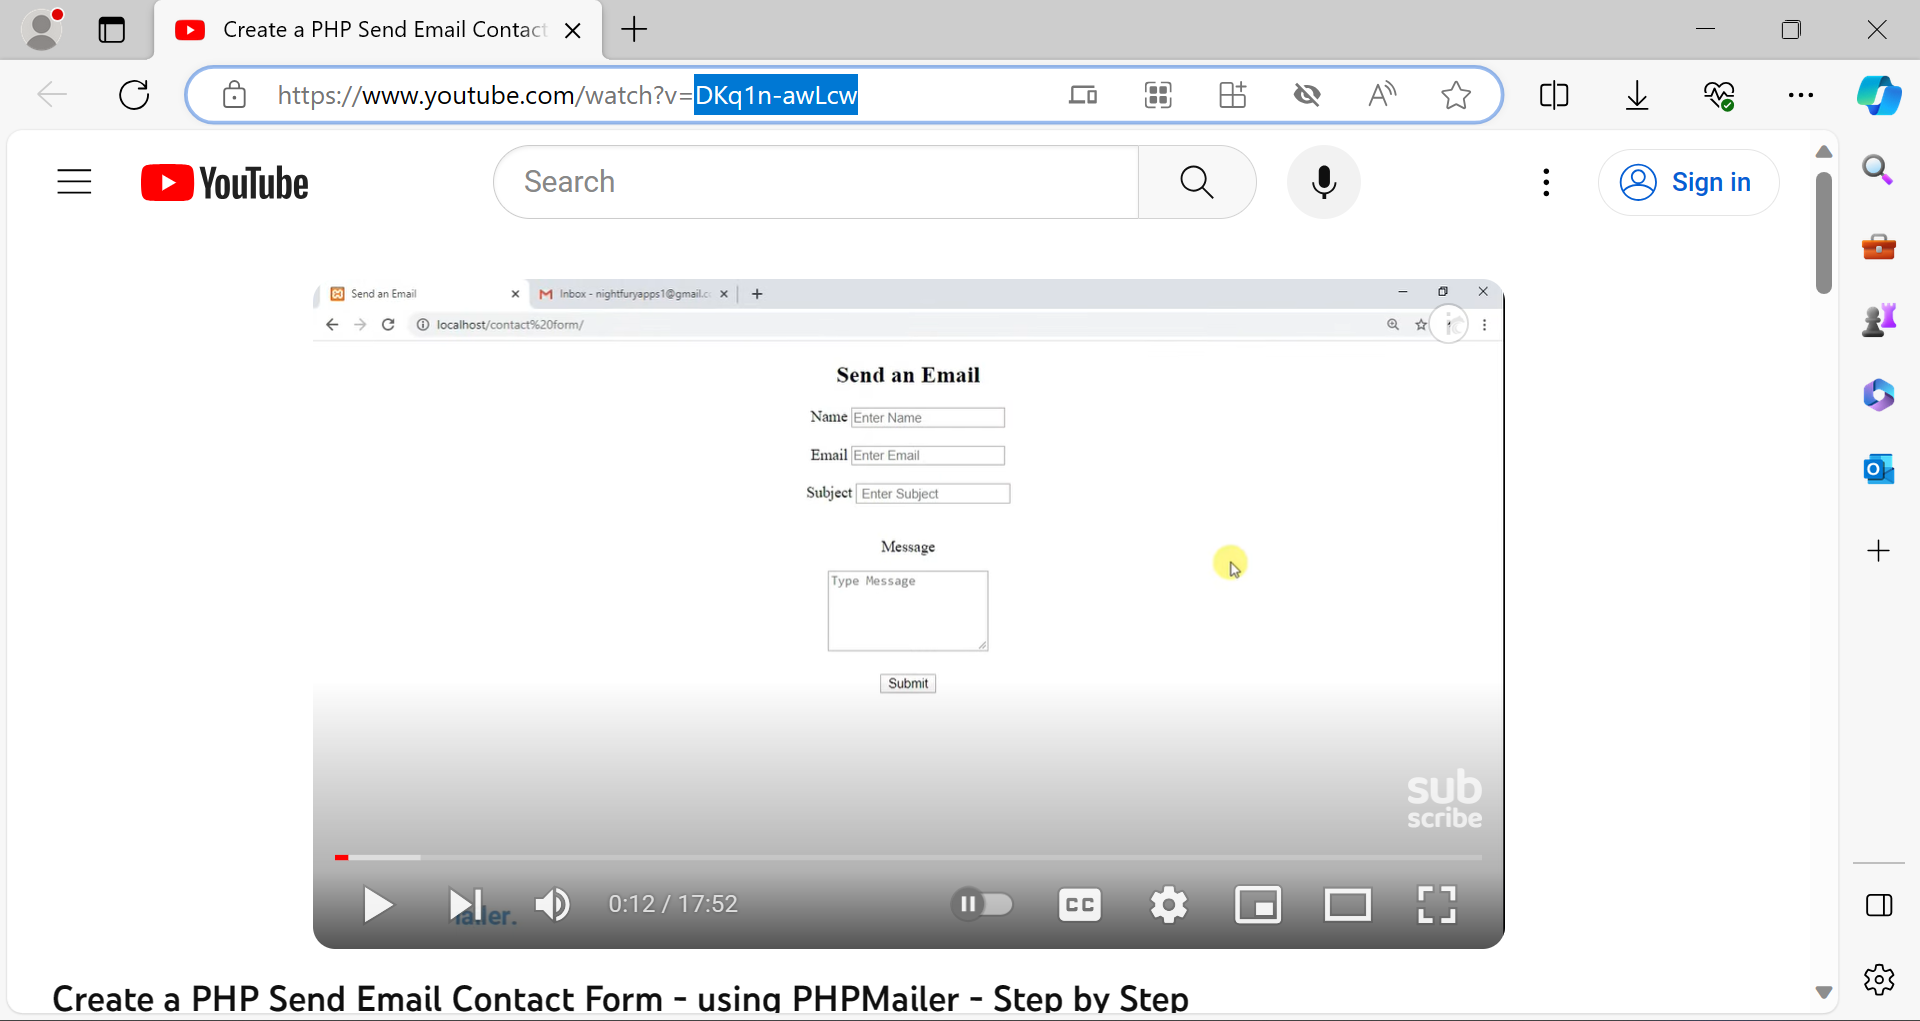 Create a PHP Send Email Contact
https://www.youtube.com/watch?v=DKq1n-awLcw
YouTube
Search
Sign in
Send an Email
Inbox - nightfuryapps1@gmail.c
localhost/contact%20form/
Send an Email
Name Enter Name
Email Enter Email
Subject Enter Subject
Message
Type Message
Submit
sub
scribe
0:12 / 17:52
CC
ailer.
Create a PHP Send Email Contact Form - using PHPMailer - Step by Step